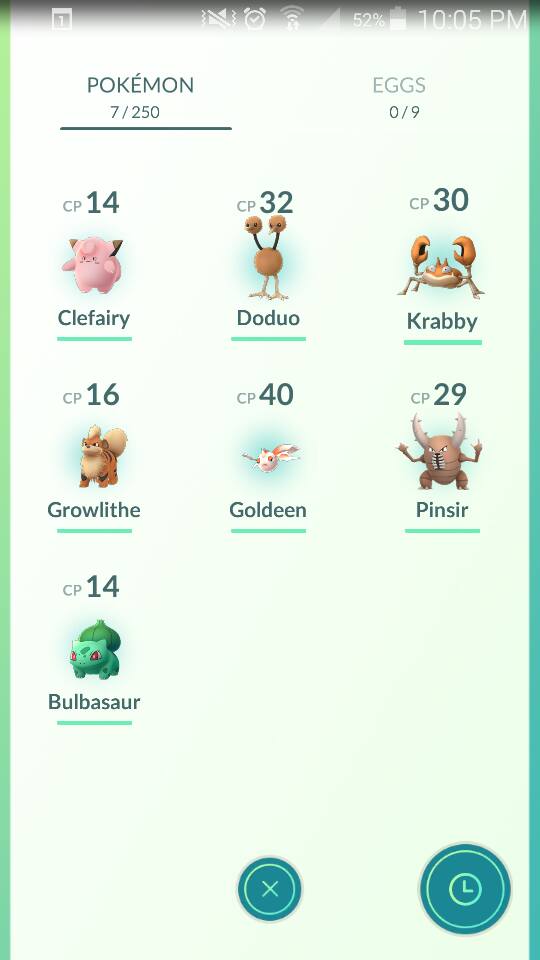 1 52% 10:05 PM
POKÉMON EGGS
7 / 250 0 / 9
CP 14 CP 32 CP 30
Clefairy Doduo Krabby
CP 16 CP 40 CP 29
Growlithe Goldeen Pinsir
CP 14
Bulbasaur